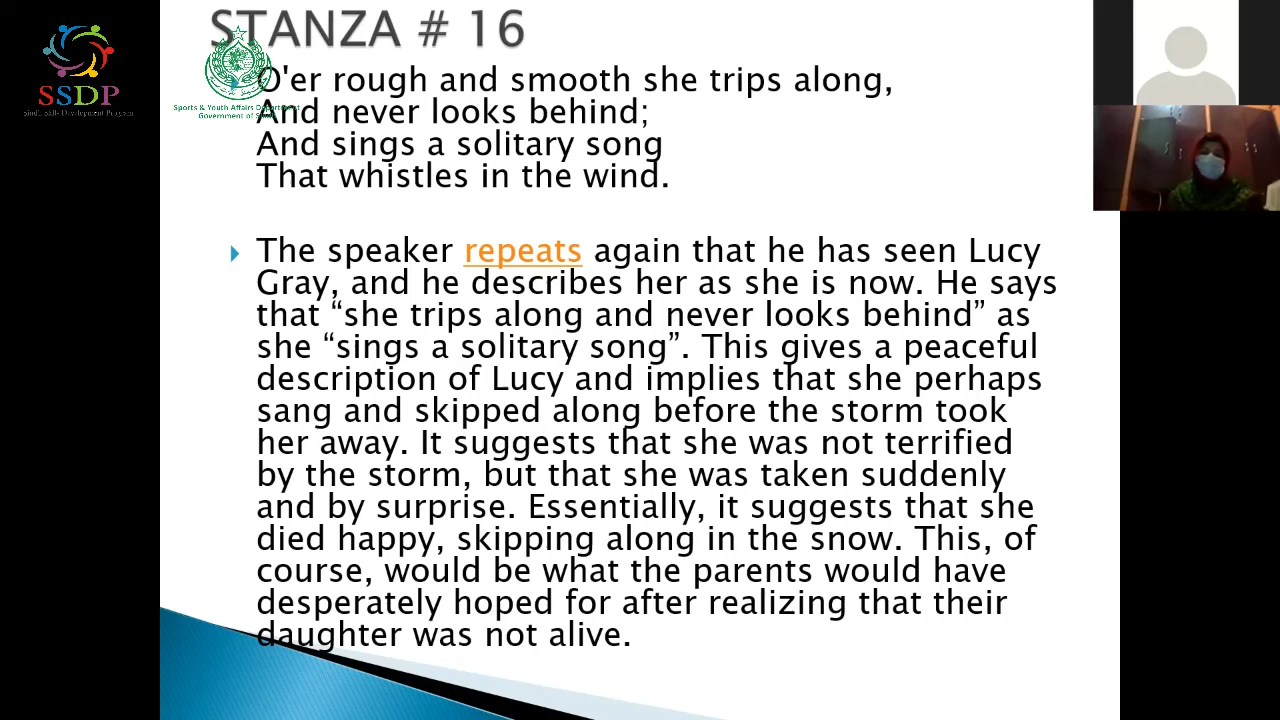 STANZA # 16
SSDP
Sindh Skills Development Program
Sports & Youth Affairs Department
Government of Sindh
O'er rough and smooth she trips along,
And never looks behind;
And sings a solitary song
That whistles in the wind.
The speaker repeats again that he has seen Lucy
Gray, and he describes her as she is now. He says
that “she trips along and never looks behind” as
she “sings a solitary song”. This gives a peaceful
description of Lucy and implies that she perhaps
sang and skipped along before the storm took
her away. It suggests that she was not terrified
by the storm, but that she was taken suddenly
and by surprise. Essentially, it suggests that she
died happy, skipping along in the snow. This, of
course, would be what the parents would have
desperately hoped for after realizing that their
daughter was not alive.